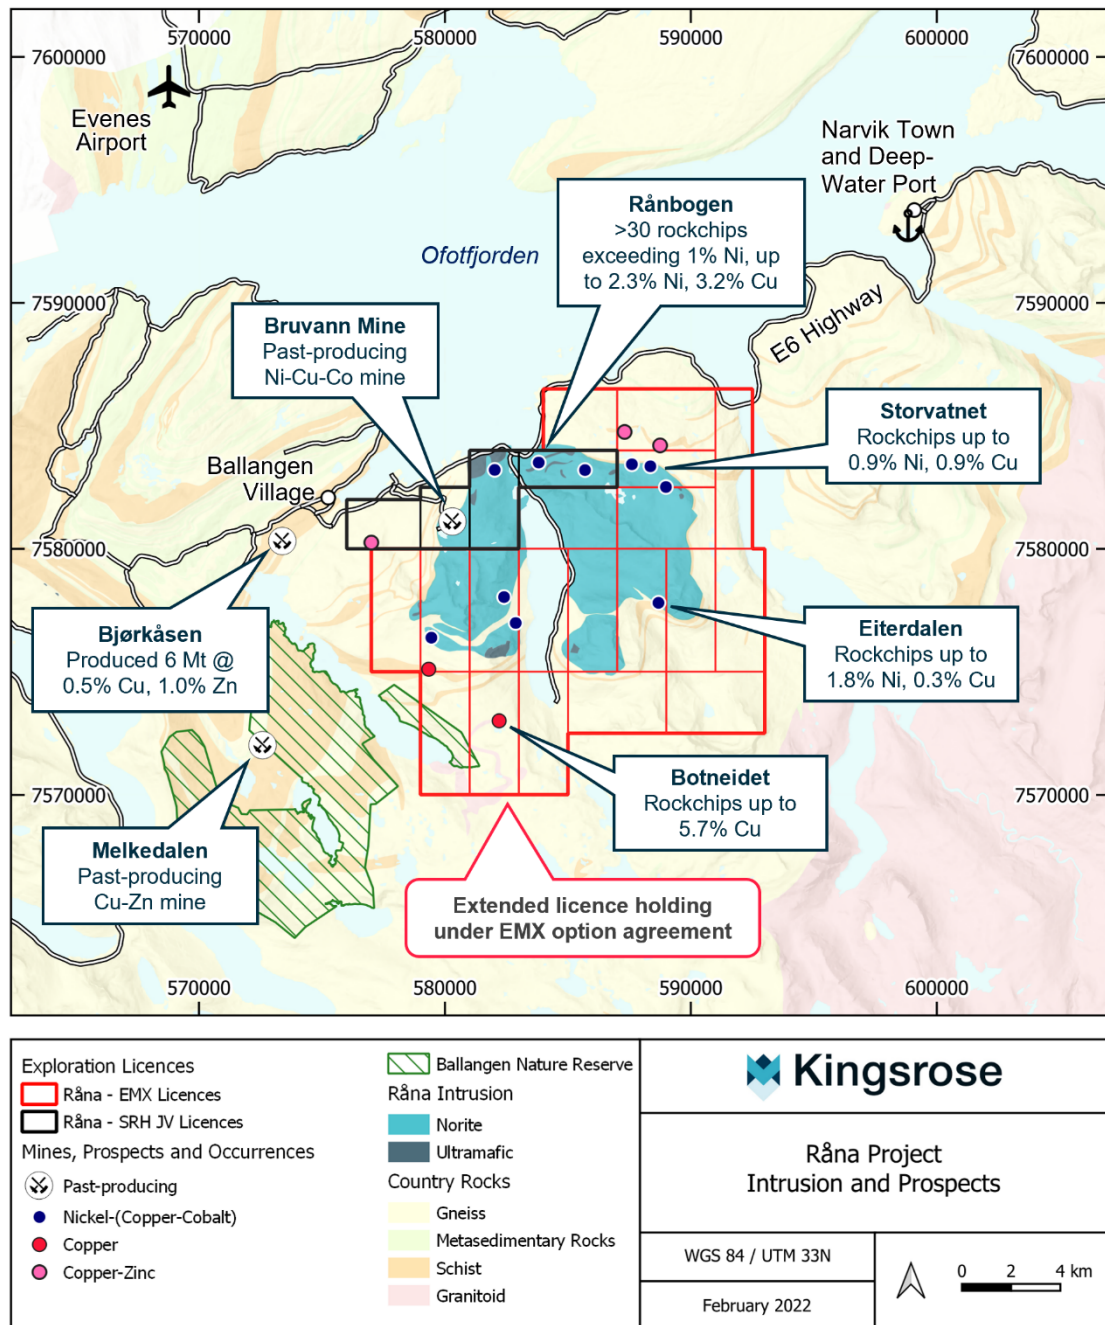 570000
580000
590000
600000
7600000
7600000
Evenes
Airport
Narvik Town
and Deep-
Water Port
Rånbogen
>30 rockchips
exceeding 1% Ni, up
to 2.3% Ni, 3.2% Cu
Ofotfjorden
7590000
7590000
E6 Highway
Bruvann Mine
Past-producing
Ni-Cu-Co mine
Storvatnet
Rockchips up to
0.9% Ni, 0.9% Cu
Ballangen
Village
7580000
7580000
Bjørkåsen
Produced 6 Mt @
0.5% Cu, 1.0% Zn
Eiterdalen
Rockchips up to
1.8% Ni, 0.3% Cu
Botneidet
Rockchips up to
5.7% Cu
7570000
7570000
Melkedalen
Past-producing
Cu-Zn mine
Extended licence holding
under EMX option agreement
570000
580000
590000
600000
Exploration Licences
Råna - EMX Licences
Råna - SRH JV Licences
Mines, Prospects and Occurrences
Past-producing
Nickel-(Copper-Cobalt)
Copper
Copper-Zinc
Ballangen Nature Reserve
Råna Intrusion
Norite
Ultramafic
Country Rocks
Gneiss
Metasedimentary Rocks
Schist
Granitoid
Kingsrose
Råna Project
Intrusion and Prospects
WGS 84 / UTM 33N
February 2022
0 2 4 km